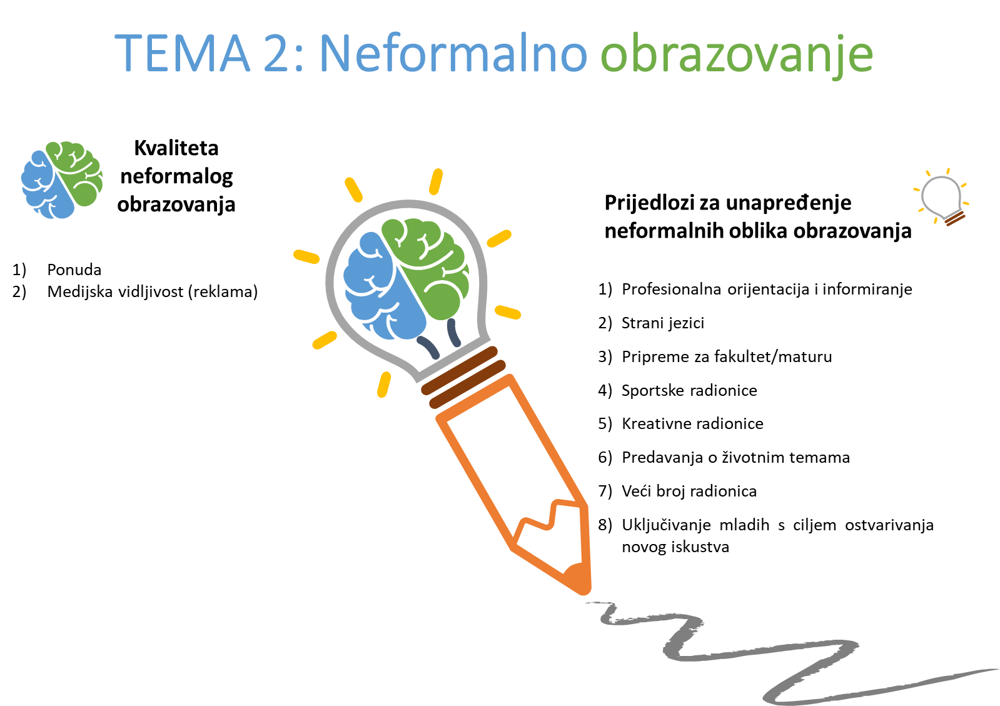 TEMA 2: Neformalno obrazovanje
Kvaliteta
neformalog
obrazovanja
1) Ponuda
2) Medijska vidljivost (reklama)
Prijedlozi za unapređenje
neformalnih oblika obrazovanja
1) Profesionalna orijentacija i informiranje
2) Strani jezici
3) Pripreme za fakultet/maturu
4) Sportske radionice
5) Kreativne radionice
6) Predavanja o životnim temama
7) Veći broj radionica
8) Uključivanje mladih s ciljem ostvarivanja
novog iskustva